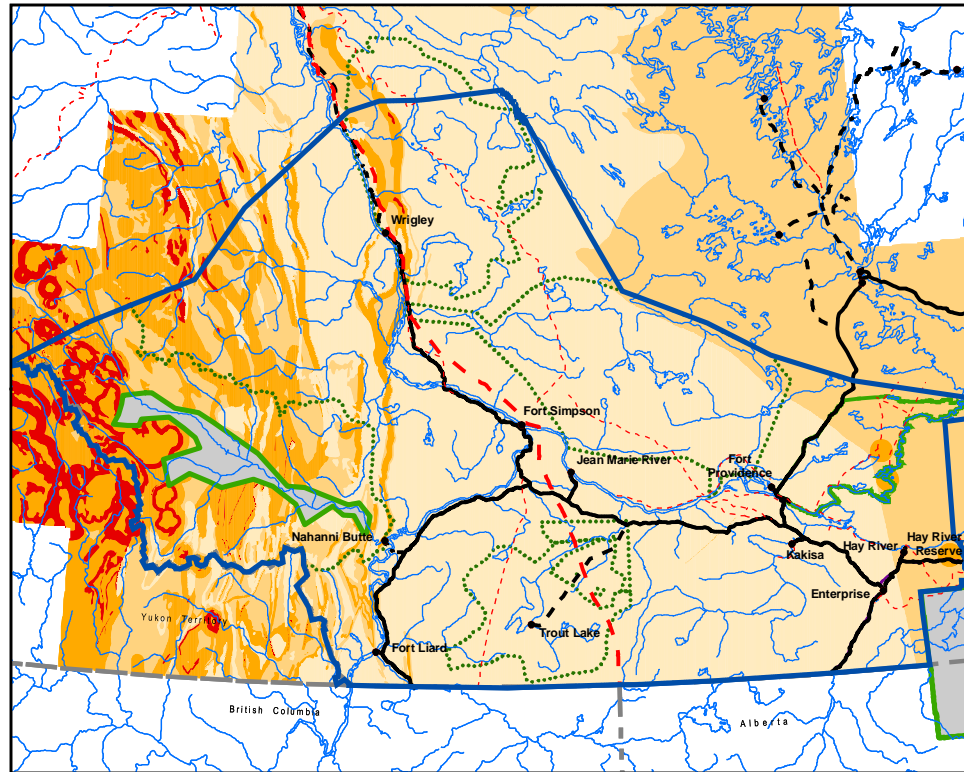 Wrigley
Fort Simpson
Jean Marie River
Fort
Providence
Nahanni Butte
Kakisa
Hay River
Hay River
Reserve
Enterprise
Yukon Territory
Trout Lake
Fort Liard
British Columbia
Alberta